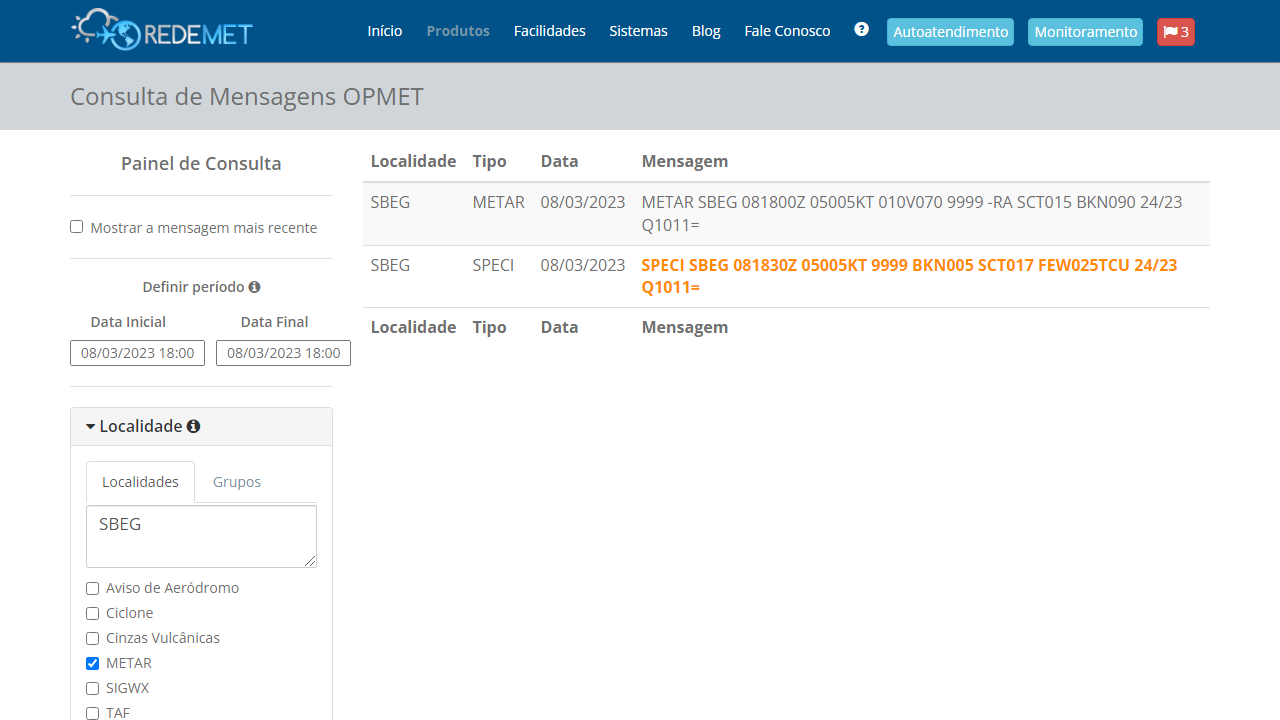 REDEMET
Início Produtos Facilidades Sistemas Blog Fale Conosco ? Autoatendimento Monitoramento 3
Consulta de Mensagens OPMET
Painel de Consulta
Mostrar a mensagem mais recente
Definir período
Data Inicial Data Final
08/03/2023 18:00 08/03/2023 18:00
Localidade
Localidades Grupos
SBEG
Aviso de Aeródromo
Ciclone
Cinzas Vulcânicas
METAR
SIGWX
TAF
Localidade Tipo Data Mensagem
SBEG METAR 08/03/2023 METAR SBEG 081800Z 05005KT 010V070 9999 -RA SCT015 BKN090 24/23
Q1011=
SBEG SPECI 08/03/2023 SPECI SBEG 081830Z 05005KT 9999 BKN005 SCT017 FEW025TCU 24/23
Q1011=
Localidade Tipo Data Mensagem